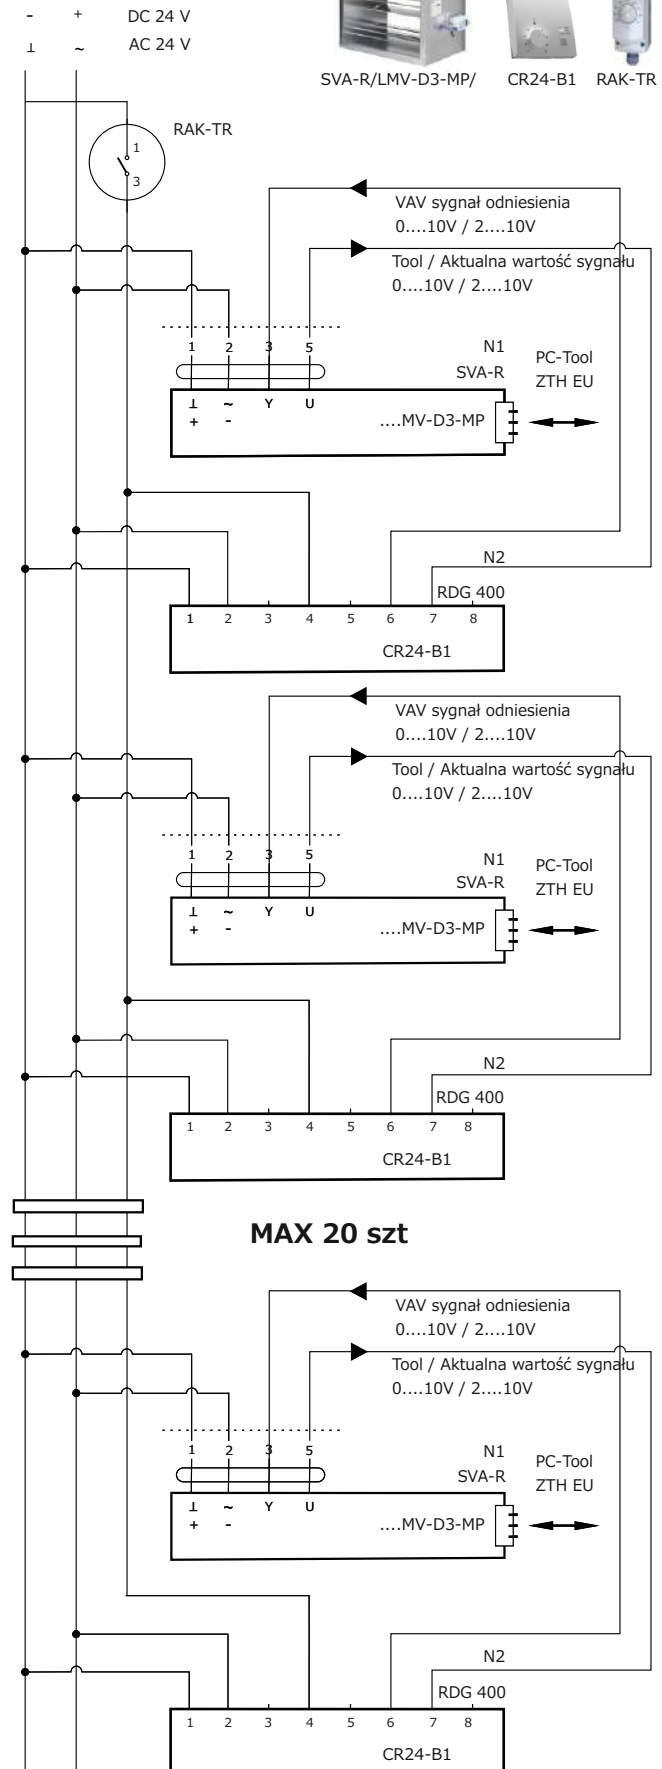 - + DC 24 V
⊥ ~ AC 24 V
SVA-R/LMV-D3-MP/ CR24-B1 RAK-TR
RAK-TR
1
3
VAV sygnał odniesienia
0....10V / 2....10V
Tool / Aktualna wartość sygnału
0....10V / 2....10V
1 2 3 5
N1
SVA-R
PC-Tool
ZTH EU
⊥ ~ Y U
+ -
....MV-D3-MP
N2
RDG 400
1 2 3 4 5 6 7 8
CR24-B1
VAV sygnał odniesienia
0....10V / 2....10V
Tool / Aktualna wartość sygnału
0....10V / 2....10V
1 2 3 5
N1
SVA-R
PC-Tool
ZTH EU
⊥ ~ Y U
+ -
....MV-D3-MP
N2
RDG 400
1 2 3 4 5 6 7 8
CR24-B1
MAX 20 szt
VAV sygnał odniesienia
0....10V / 2....10V
Tool / Aktualna wartość sygnału
0....10V / 2....10V
1 2 3 5
N1
SVA-R
PC-Tool
ZTH EU
⊥ ~ Y U
+ -
....MV-D3-MP
N2
RDG 400
1 2 3 4 5 6 7 8
CR24-B1